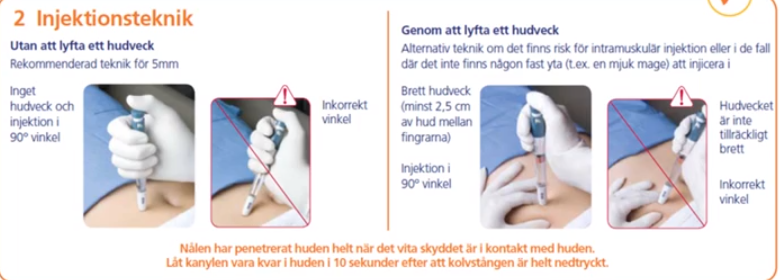 2 Injektionsteknik
Utan att lyfta ett hudveck
Rekommenderad teknik för 5mm
Inget
hudveck och
injektion i
90° vinkel
Inkorrekt
vinkel
Genom att lyfta ett hudveck
Alternativ teknik om det finns risk för intramuskulär injektion eller i de fall
där det inte finns någon fast yta (t.ex. en mjuk mage) att injicera i
Brett hudveck
(minst 2,5 cm
av hud mellan
fingrarna)
Injektion i
90° vinkel
Hudvecket
är inte
tillräckligt
brett
Inkorrekt
vinkel
Nålen har penetrerat huden helt när det vita skyddet är i kontakt med huden.
Låt kanylen vara kvar i huden i 10 sekunder efter att kolvstången är helt nedtryckt.